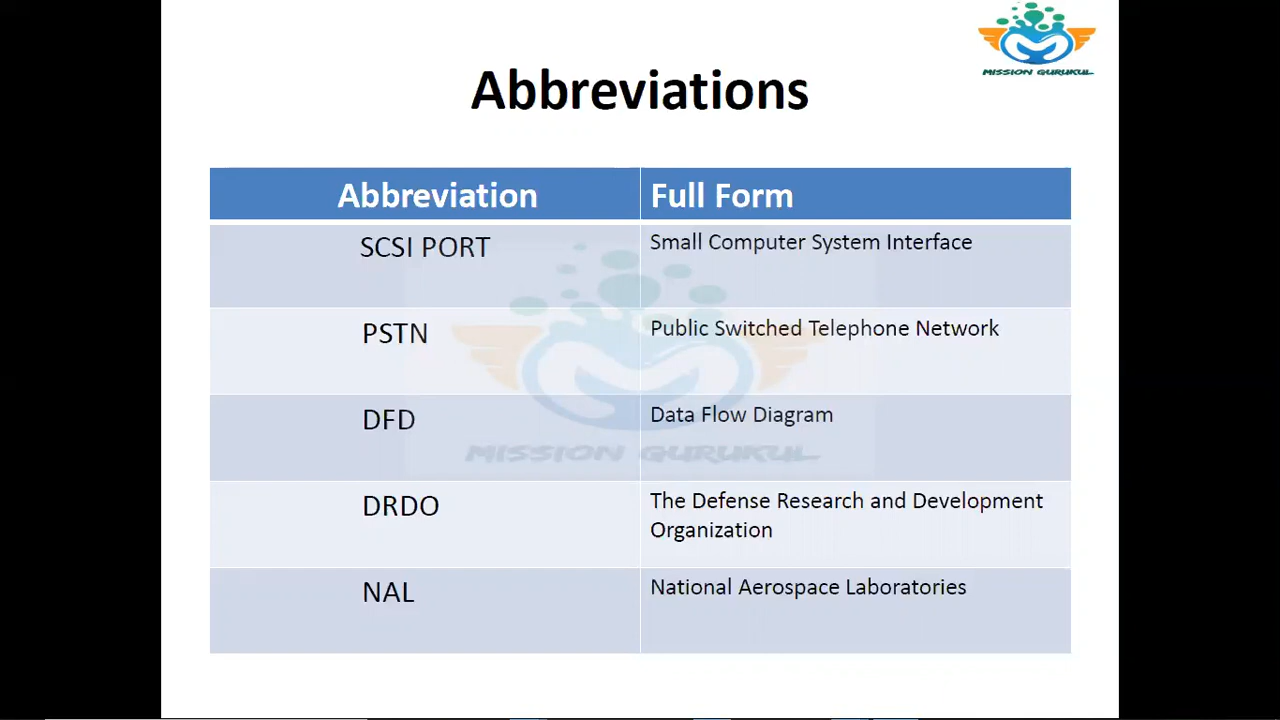 MISSION GURUKUL
Abbreviations
Abbreviation Full Form
SCSI PORT Small Computer System Interface
PSTN Public Switched Telephone Network
DFD Data Flow Diagram
MISSION GURUKUL
DRDO The Defense Research and Development
Organization
NAL National Aerospace Laboratories